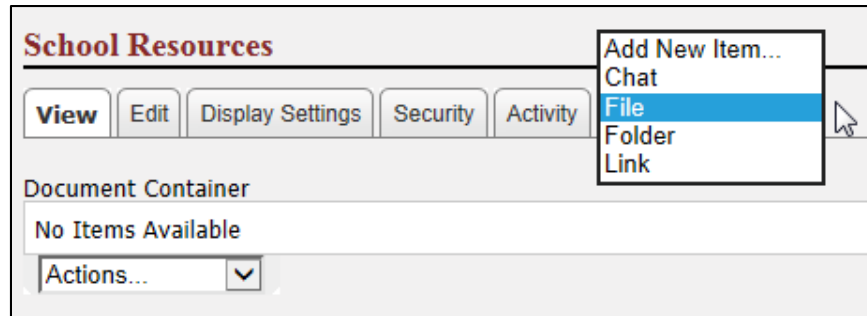 School Resources
Add New Item...
Chat
File
Folder
Link
View Edit Display Settings Security Activity
Document Container
No Items Available
Actions...